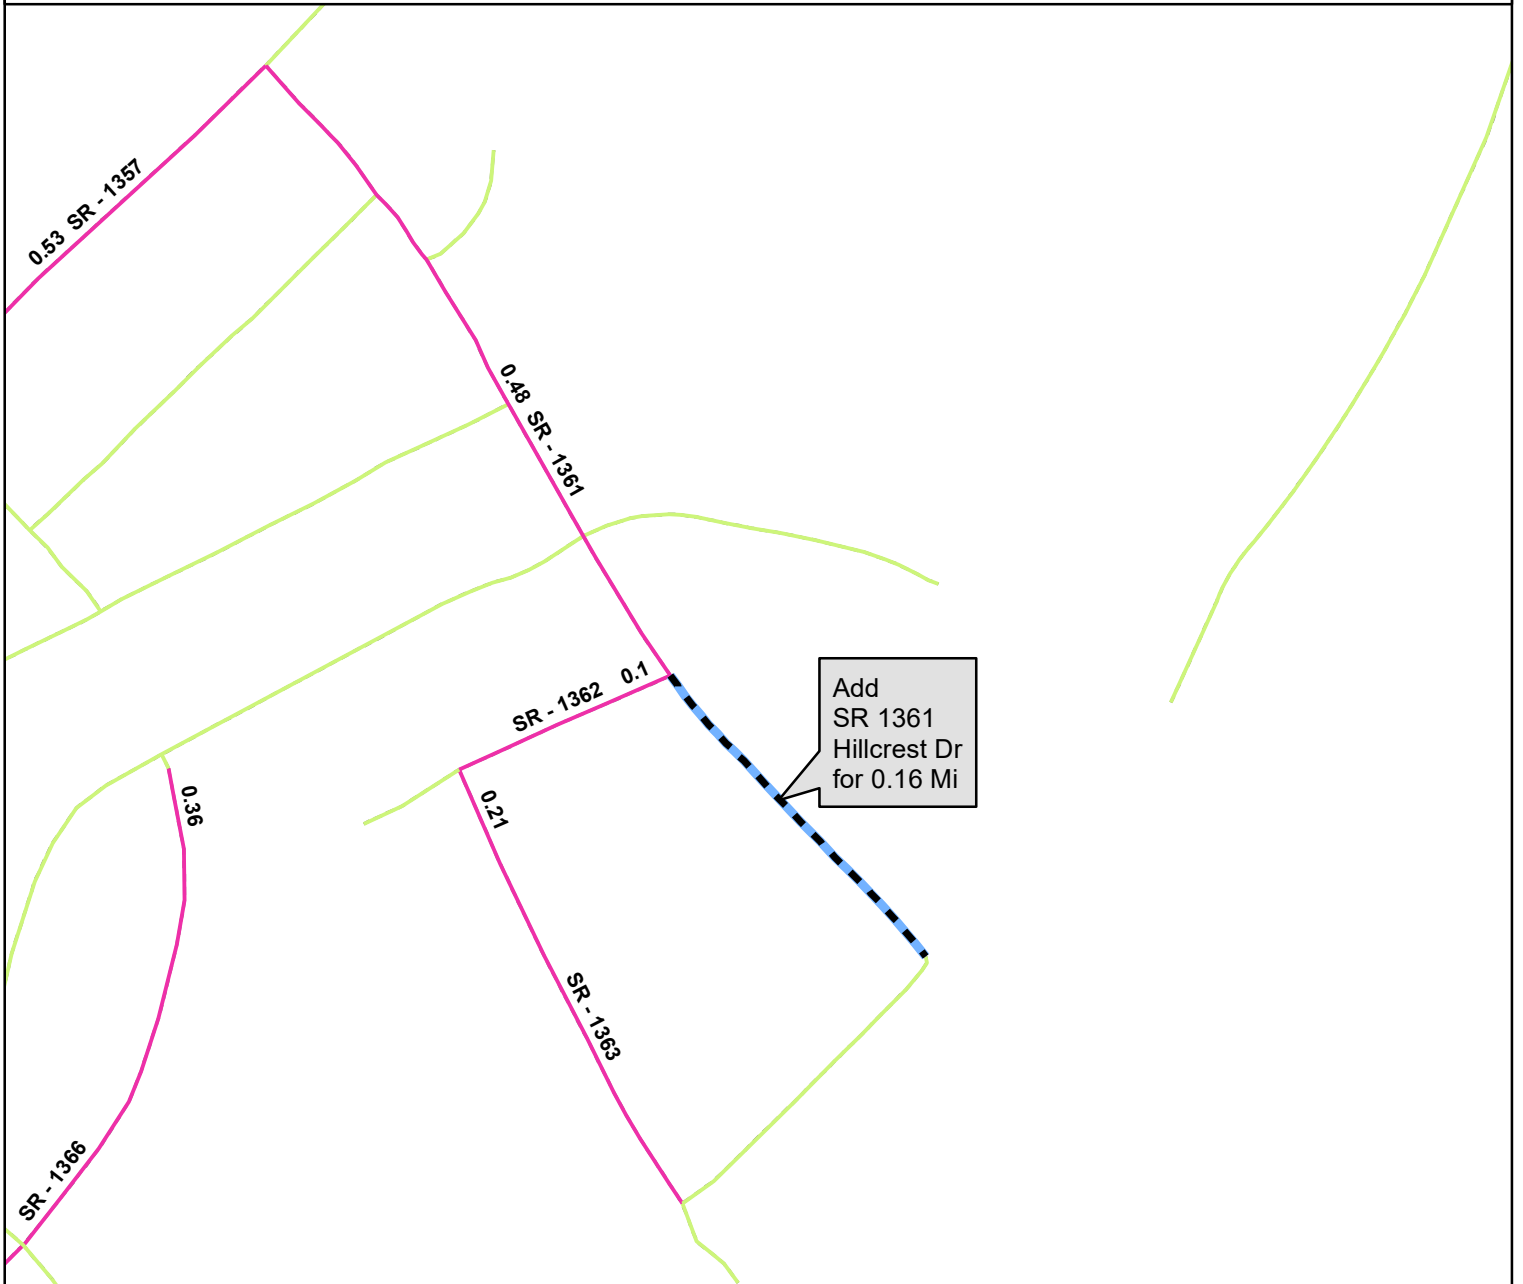 0.53 SR - 1357
0.48 SR - 1361
SR - 1362 0.1
Add
SR 1361
Hillcrest Dr
for 0.16 Mi
0.36
0.21
SR - 1363
SR - 1366